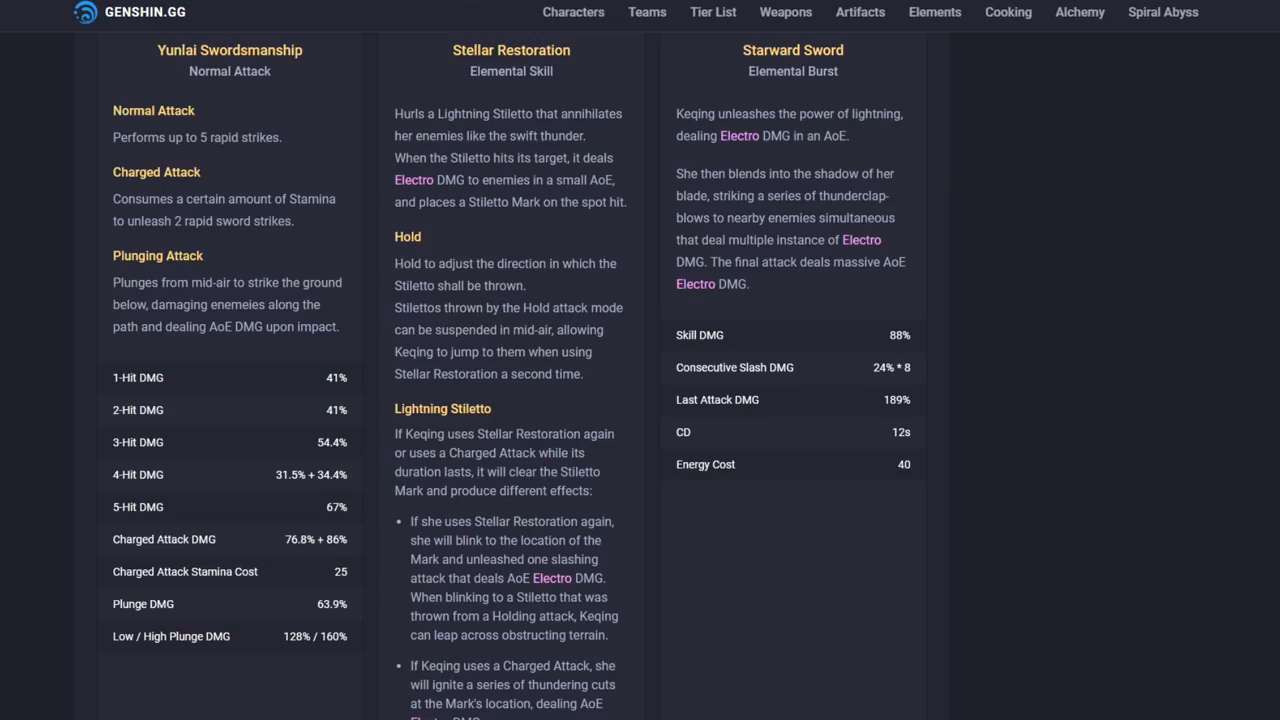 GENSHIN.GG
Characters
Teams
Tier List
Weapons
Artifacts
Elements
Cooking
Alchemy
Spiral Abyss
Yunlai Swordsmanship
Normal Attack
Normal Attack
Performs up to 5 rapid strikes.
Charged Attack
Consumes a certain amount of Stamina
to unleash 2 rapid sword strikes.
Plunging Attack
Plunges from mid-air to strike the ground
below, damaging enemeies along the
path and dealing AoE DMG upon impact.
1-Hit DMG 41%
2-Hit DMG 41%
3-Hit DMG 54.4%
4-Hit DMG 31.5% + 34.4%
5-Hit DMG 67%
Charged Attack DMG 76.8% + 86%
Charged Attack Stamina Cost 25
Plunge DMG 63.9%
Low / High Plunge DMG 128% / 160%
Stellar Restoration
Elemental Skill
Hurls a Lightning Stiletto that annihilates
her enemies like the swift thunder.
When the Stiletto hits its target, it deals
Electro DMG to enemies in a small AoE,
and places a Stiletto Mark on the spot hit.
Hold
Hold to adjust the direction in which the
Stiletto shall be thrown.
Stilettos thrown by the Hold attack mode
can be suspended in mid-air, allowing
Keqing to jump to them when using
Stellar Restoration a second time.
Lightning Stiletto
If Keqing uses Stellar Restoration again
or uses a Charged Attack while its
duration lasts, it will clear the Stiletto
Mark and produce different effects:
• If she uses Stellar Restoration again,
she will blink to the location of the
Mark and unleashed one slashing
attack that deals AoE Electro DMG.
When blinking to a Stiletto that was
thrown from a Holding attack, Keqing
can leap across obstructing terrain.
• If Keqing uses a Charged Attack, she
will ignite a series of thundering cuts
at the Mark's location, dealing AoE
Electro DMG.
Starward Sword
Elemental Burst
Keqing unleashes the power of lightning,
dealing Electro DMG in an AoE.
She then blends into the shadow of her
blade, striking a series of thunderclap-
blows to nearby enemies simultaneous
that deal multiple instance of Electro
DMG. The final attack deals massive AoE
Electro DMG.
Skill DMG 88%
Consecutive Slash DMG 24% * 8
Last Attack DMG 189%
CD 12s
Energy Cost 40